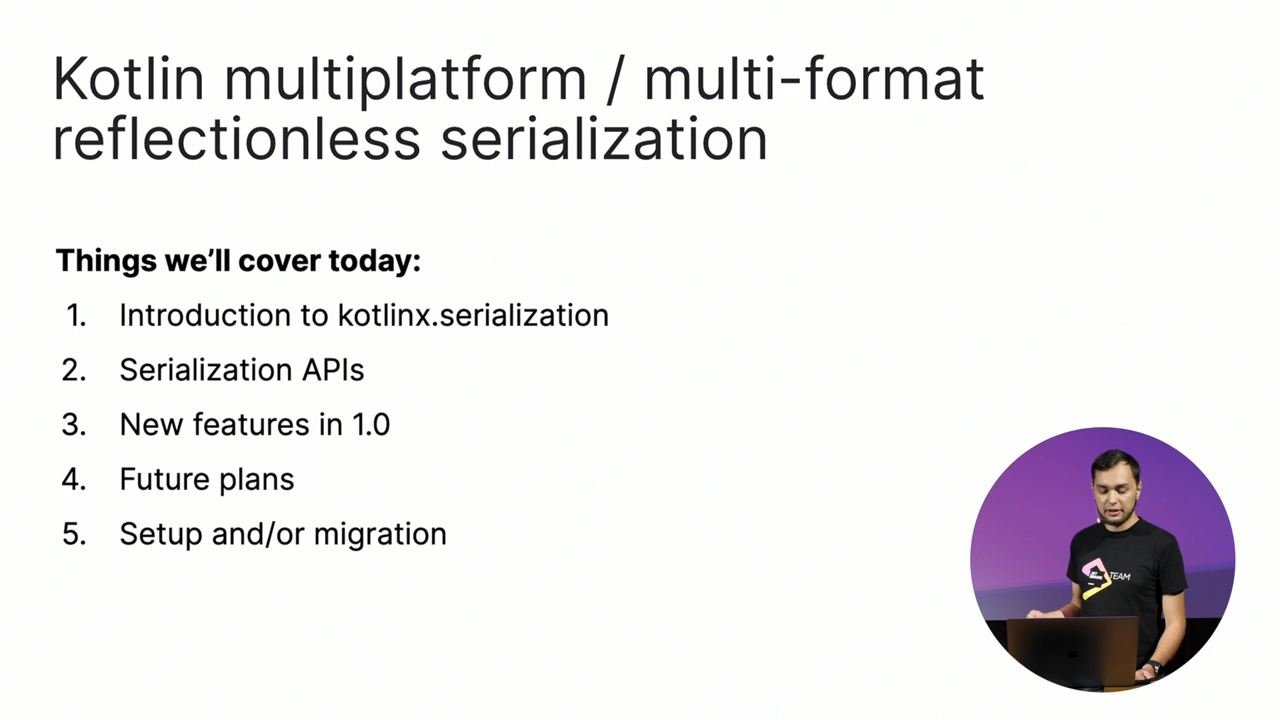 Kotlin multiplatform / multi-format
reflectionless serialization
Things we’ll cover today:
1. Introduction to kotlinx.serialization
2. Serialization APIs
3. New features in 1.0
4. Future plans
5. Setup and/or migration
TEAM